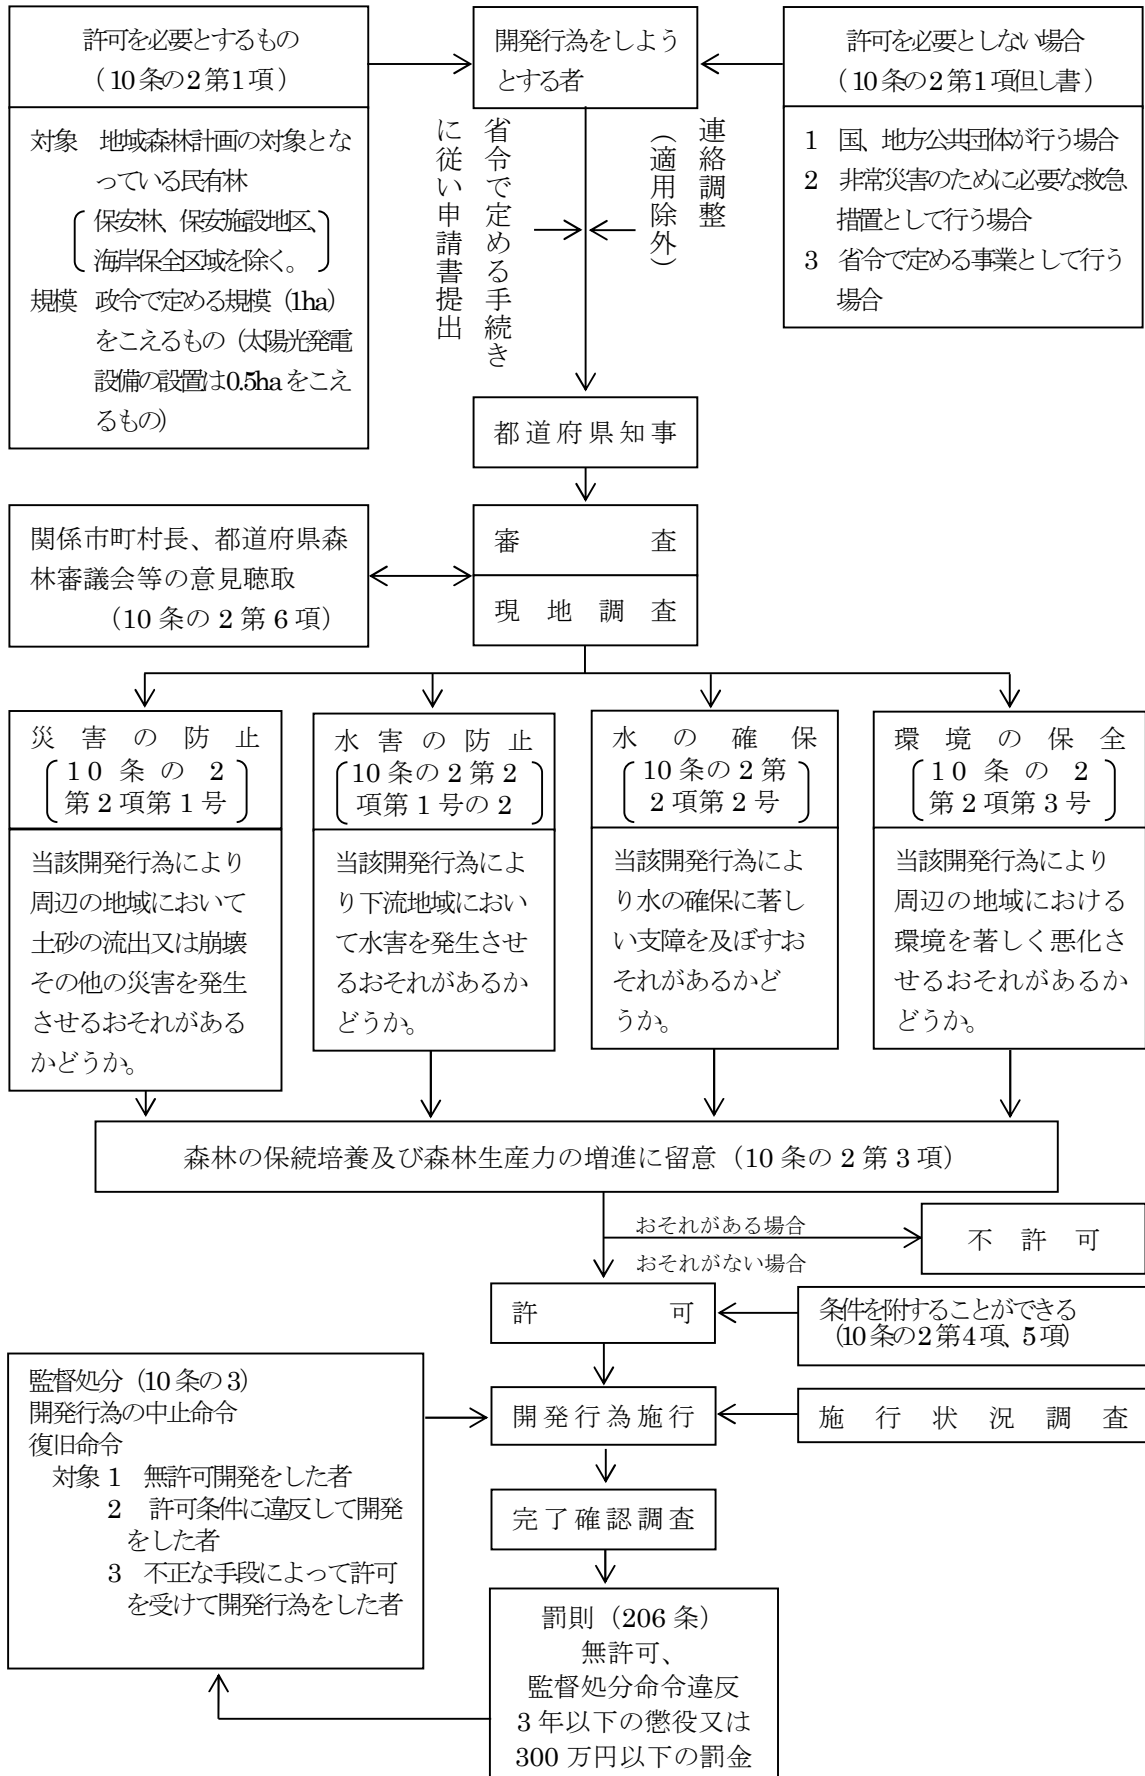 許可を必要とするもの
(10条の2第1項)
対象 地域森林計画の対象とな
っている民有林
保安林、保安施設地区、
海岸保全区域を除く。
規模 政令で定める規模(1ha)
をこえるもの(太陽光発電
設備の設置は0.5haをこえ
るもの)
開発行為をしよう
とする者
許可を必要としない場合
(10条の2第1項但し書)
1 国、地方公共団体が行う場合
2 非常災害のために必要な救急
措置として行う場合
3 省令で定める事業として行う
場合
省令で定める手続き
に従い申請書提出
連絡調整
(適用除外)
都道府県知事
審査
現地調査
関係市町村長、都道府県森
林審議会等の意見聴取
(10条の2第6項)
災害の防止
10条の2
第2項第1号
当該開発行為により
周辺の地域において
土砂の流出又は崩壊
その他の災害を発生
させるおそれがある
かどうか。
水害の防止
10条の2第2
項第1号の2
当該開発行為によ
り下流地域におい
て水害を発生させ
るおそれがあるか
どうか。
水の確保
10条の2第
2項第2号
当該開発行為によ
り水の確保に著し
い支障を及ぼすお
それがあるかど
うか。
環境の保全
10条の2
第2項第3号
当該開発行為により
周辺の地域における
環境を著しく悪化さ
せるおそれがあるか
どうか。
森林の保続培養及び森林生産力の増進に留意(10条の2第3項)
おそれがある場合
おそれがない場合
不許可
許可
条件を附することができる
(10条の2第4項、5項)
監督処分(10条の3)
開発行為の中止命令
復旧命令
対象 1 無許可開発をした者
2 許可条件に違反して開発
をした者
3 不正な手段によって許可
を受けて開発行為をした者
開発行為施行
施行状況調査
完了確認調査
罰則(206条)
無許可、
監督処分命令違反
3年以下の懲役又は
300万円以下の罰金